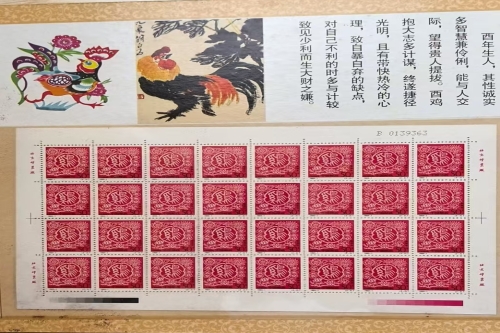 酉年生人，其性诚实
多智慧兼伶俐，能与人交
际，望得贵人提拔。酉鸡
抱大志多计谋，终遂捷径
光明，且有带快热冷的心
理，致自暴自弃的缺点，
对自己不利的时多与计较
致见少利而生大财之嫌。
B 0139363